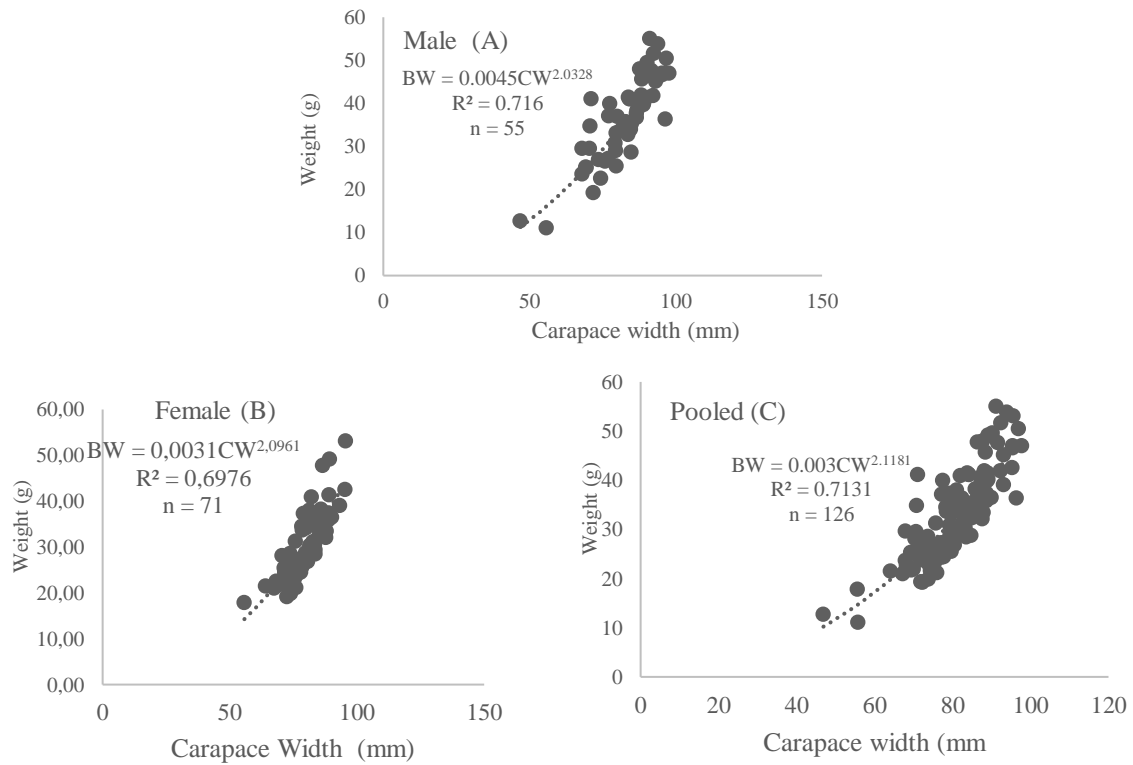 Male (A)
BW = 0.0045CW^2.0328
R² = 0.716
n = 55
Weight (g)
60
50
40
30
20
10
0
0 50 100 150
Carapace width (mm)
Female (B)
BW = 0,0031CW^2,0961
R² = 0,6976
n = 71
Weight (g)
60,00
50,00
40,00
30,00
20,00
10,00
0,00
0 50 100 150
Carapace Width (mm)
Pooled (C)
BW = 0.003CW^2.1181
R² = 0.7131
n = 126
Weight (g)
60
50
40
30
20
10
0
0 20 40 60 80 100 120
Carapace width (mm